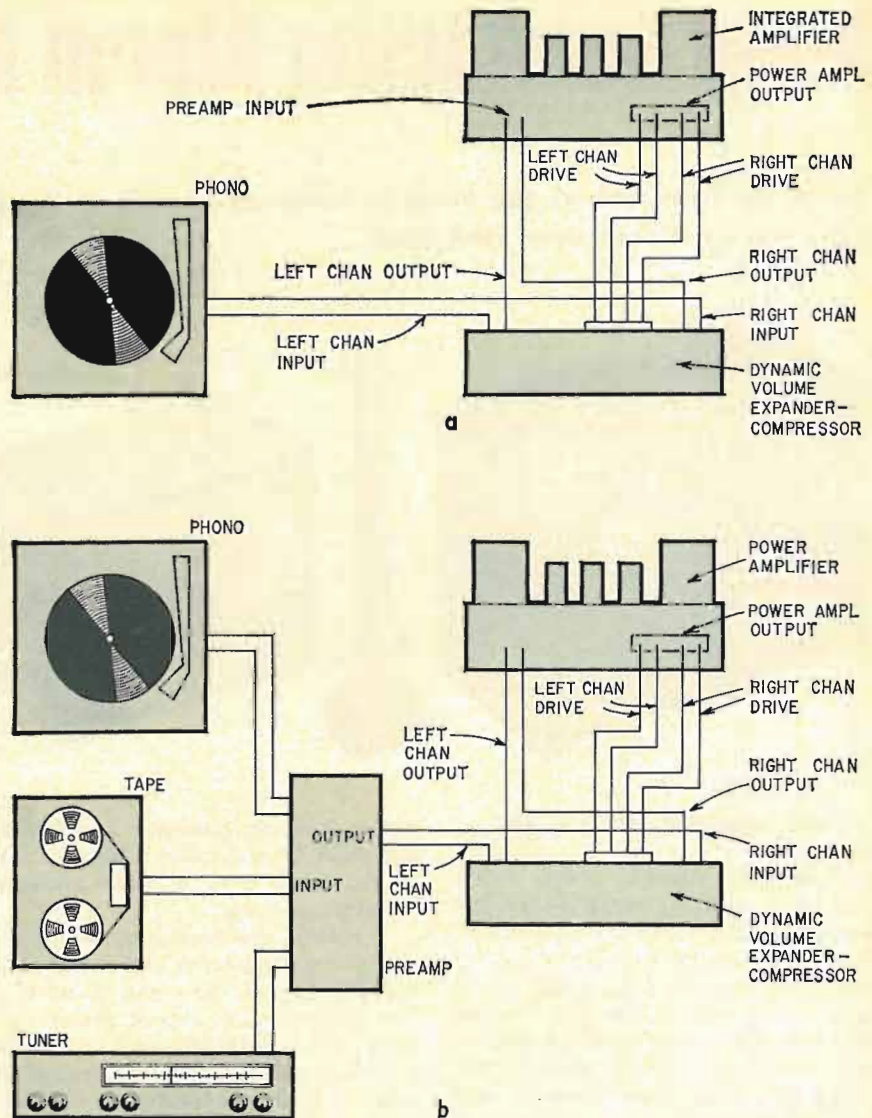 INTEGRATED
AMPLIFIER
POWER AMPL
OUTPUT
PREAMP INPUT
LEFT CHAN
DRIVE
RIGHT CHAN
DRIVE
PHONO
LEFT CHAN OUTPUT
RIGHT CHAN
OUTPUT
LEFT CHAN
INPUT
RIGHT CHAN
INPUT
DYNAMIC
VOLUME
EXPANDER-
COMPRESSOR
a
PHONO
POWER
AMPLIFIER
POWER AMPL
OUTPUT
LEFT CHAN
DRIVE
RIGHT CHAN
DRIVE
LEFT
CHAN
OUTPUT
RIGHT CHAN
OUTPUT
TAPE
OUTPUT
INPUT
LEFT
CHAN
INPUT
RIGHT CHAN
INPUT
PREAMP
DYNAMIC
VOLUME
EXPANDER-
COMPRESSOR
TUNER
b